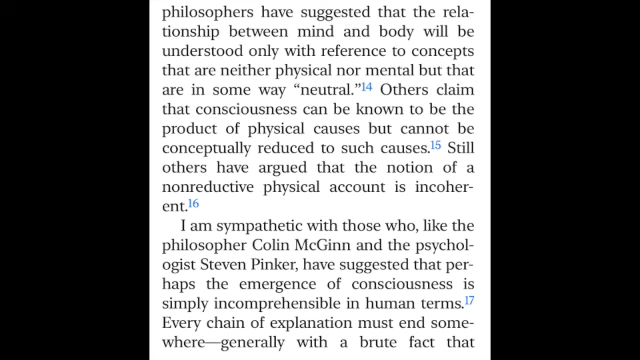 philosophers have suggested that the rela-
tionship between mind and body will be
understood only with reference to concepts
that are neither physical nor mental but that
are in some way “neutral.”14 Others claim
that consciousness can be known to be the
product of physical causes but cannot be
conceptually reduced to such causes.15 Still
others have argued that the notion of a
nonreductive physical account is incoher-
ent.16
I am sympathetic with those who, like the
philosopher Colin McGinn and the psychol-
ogist Steven Pinker, have suggested that per-
haps the emergence of consciousness is
simply incomprehensible in human terms.17
Every chain of explanation must end some-
where—generally with a brute fact that